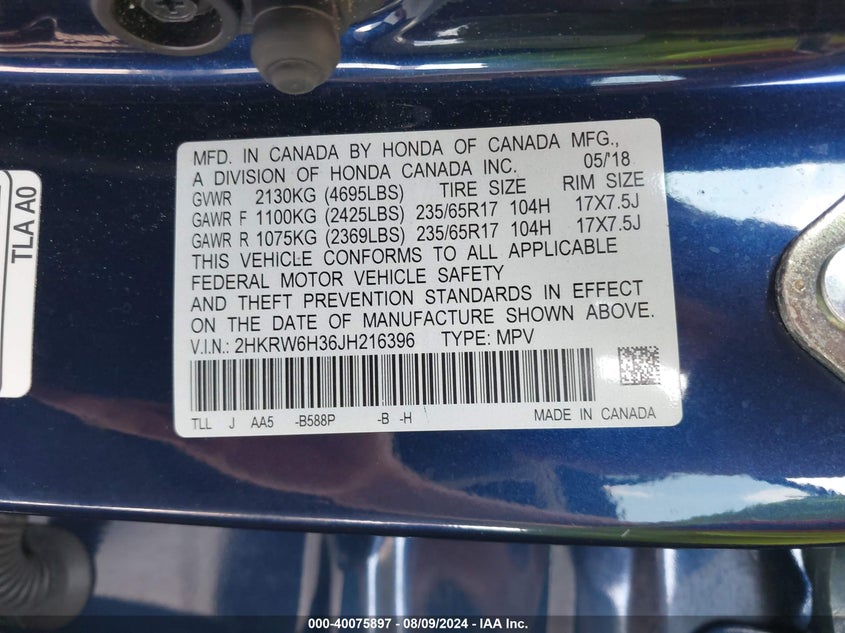 MFD. IN CANADA BY HONDA OF CANADA MFG.,
A DIVISION OF HONDA CANADA INC. 05/'18
GVWR 2130KG (4695LBS) TIRE SIZE RIM SIZE
GAWR F 1100KG (2425LBS) 235/65R17 104H 17X7.5J
GAWR R 1075KG (2369LBS) 235/65R17 104H 17X7.5J
THIS VEHICLE CONFORMS TO ALL APPLICABLE
FEDERAL MOTOR VEHICLE SAFETY
AND THEFT PREVENTION STANDARDS IN EFFECT
ON THE DATE OF MANUFACTURE SHOWN ABOVE.
V.I.N.: 2HKRW6H36JH216396 TYPE: MPV
TLL J AA5 -B588P -B -H MADE IN CANADA
TLA A0
000-40075897 - 08/09/2024 - IAA Inc.